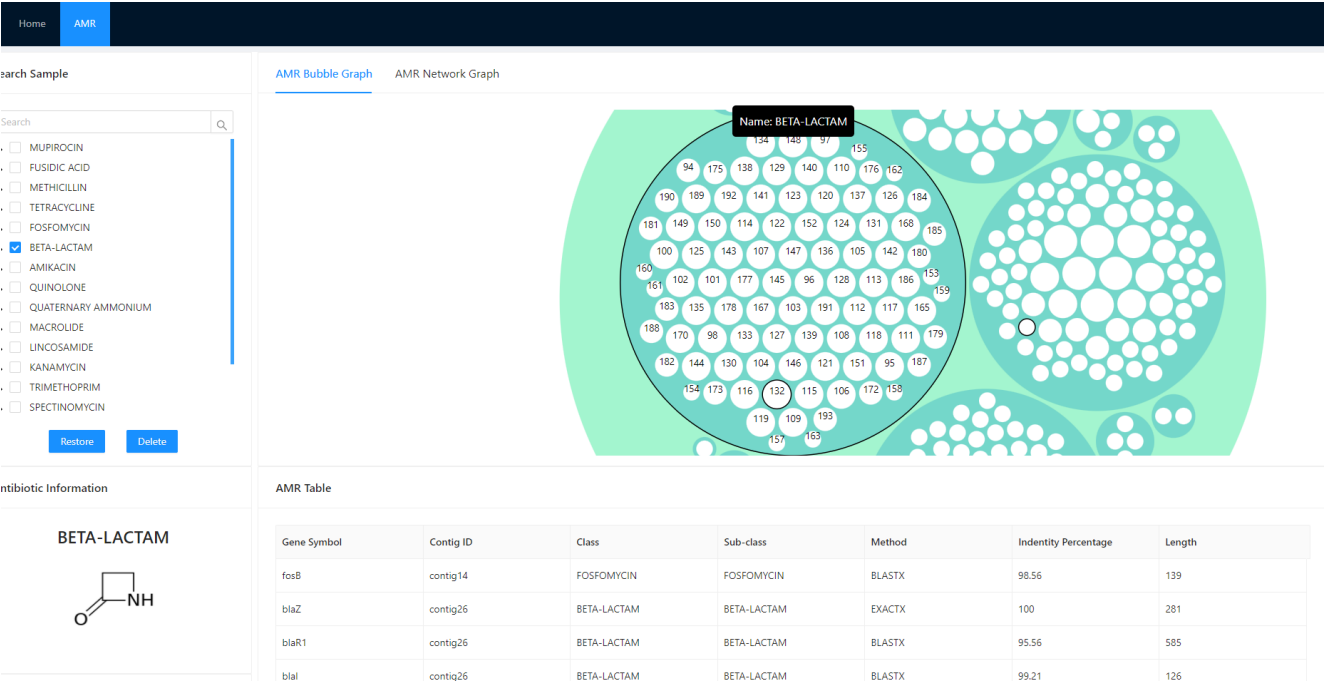 Home AMR
earch Sample
AMR Bubble Graph AMR Network Graph
Search
MUPIROCIN
FUSIDIC ACID
METHICILLIN
TETRACYCLINE
FOSFOMYCIN
BETA-LACTAM
AMIKACIN
QUINOLONE
QUATERNARY AMMONIUM
MACROLIDE
LINCOSAMIDE
KANAMYCIN
TRIMETHOPRIM
SPECTINOMYCIN
Restore Delete
Name: BETA-LACTAM
134 148 97 155
94 175 138 129 140 110 176 162
190 189 192 141 123 120 137 126 184
181 149 150 114 122 152 124 131 168 185
100 125 143 107 147 136 105 142 180
160 161 102 101 177 145 96 128 113 186 153 159
183 135 178 167 103 191 112 117 165
188 170 98 133 127 139 108 118 111 179
182 144 130 104 146 121 151 95 187
154 173 116 132 115 106 172 158
119 109 193
157 163
ntibiotic Information
BETA-LACTAM
NH
O
AMR Table
Gene Symbol Contig ID Class Sub-class Method Indentity Percentage Length
fosB contig14 FOSFOMYCIN FOSFOMYCIN BLASTX 98.56 139
blaZ contig26 BETA-LACTAM BETA-LACTAM EXACTX 100 281
blaR1 contig26 BETA-LACTAM BETA-LACTAM BLASTX 95.56 585
blaI contig26 BETA-LACTAM BETA-LACTAM BLASTX 99.21 126